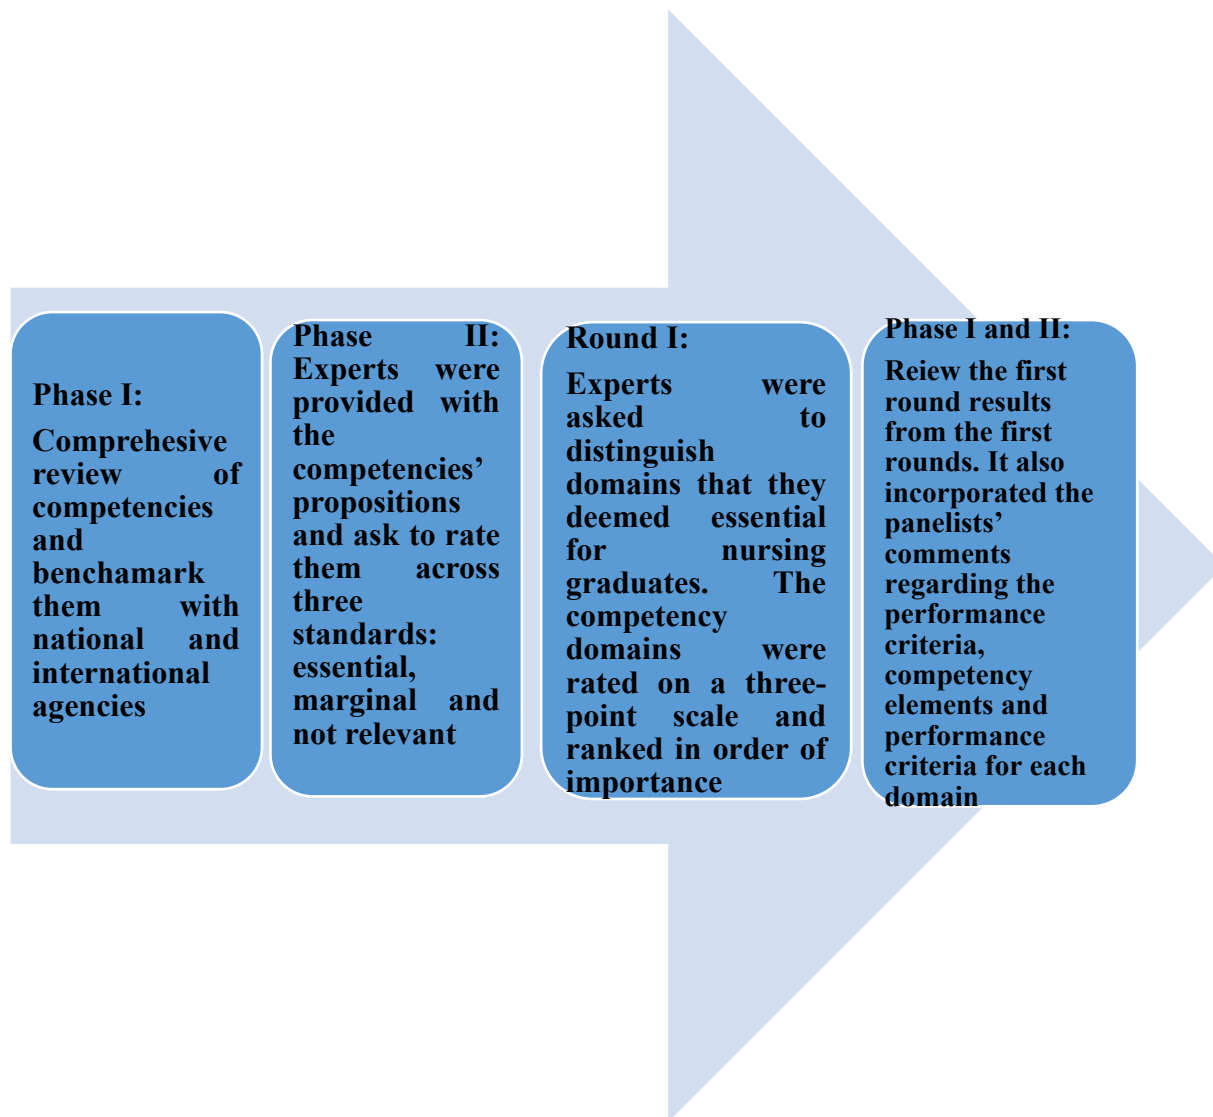 Phase I:
Comprehesive
review of
competencies
and
benchamark
them with
national and
international
agencies
Phase II:
Experts were
provided with
the
competencies’
propositions
and ask to rate
them across
three
standards:
essential,
marginal and
not relevant
Round I:
Experts were
asked to
distinguish
domains that they
deemed essential
for nursing
graduates. The
competency
domains were
rated on a three-
point scale and
ranked in order of
importance
Phase I and II:
Reiew the first
round results
from the first
rounds. It also
incorporated the
panelists’
comments
regarding the
performance
criteria,
competency
elements and
performance
criteria for each
domain